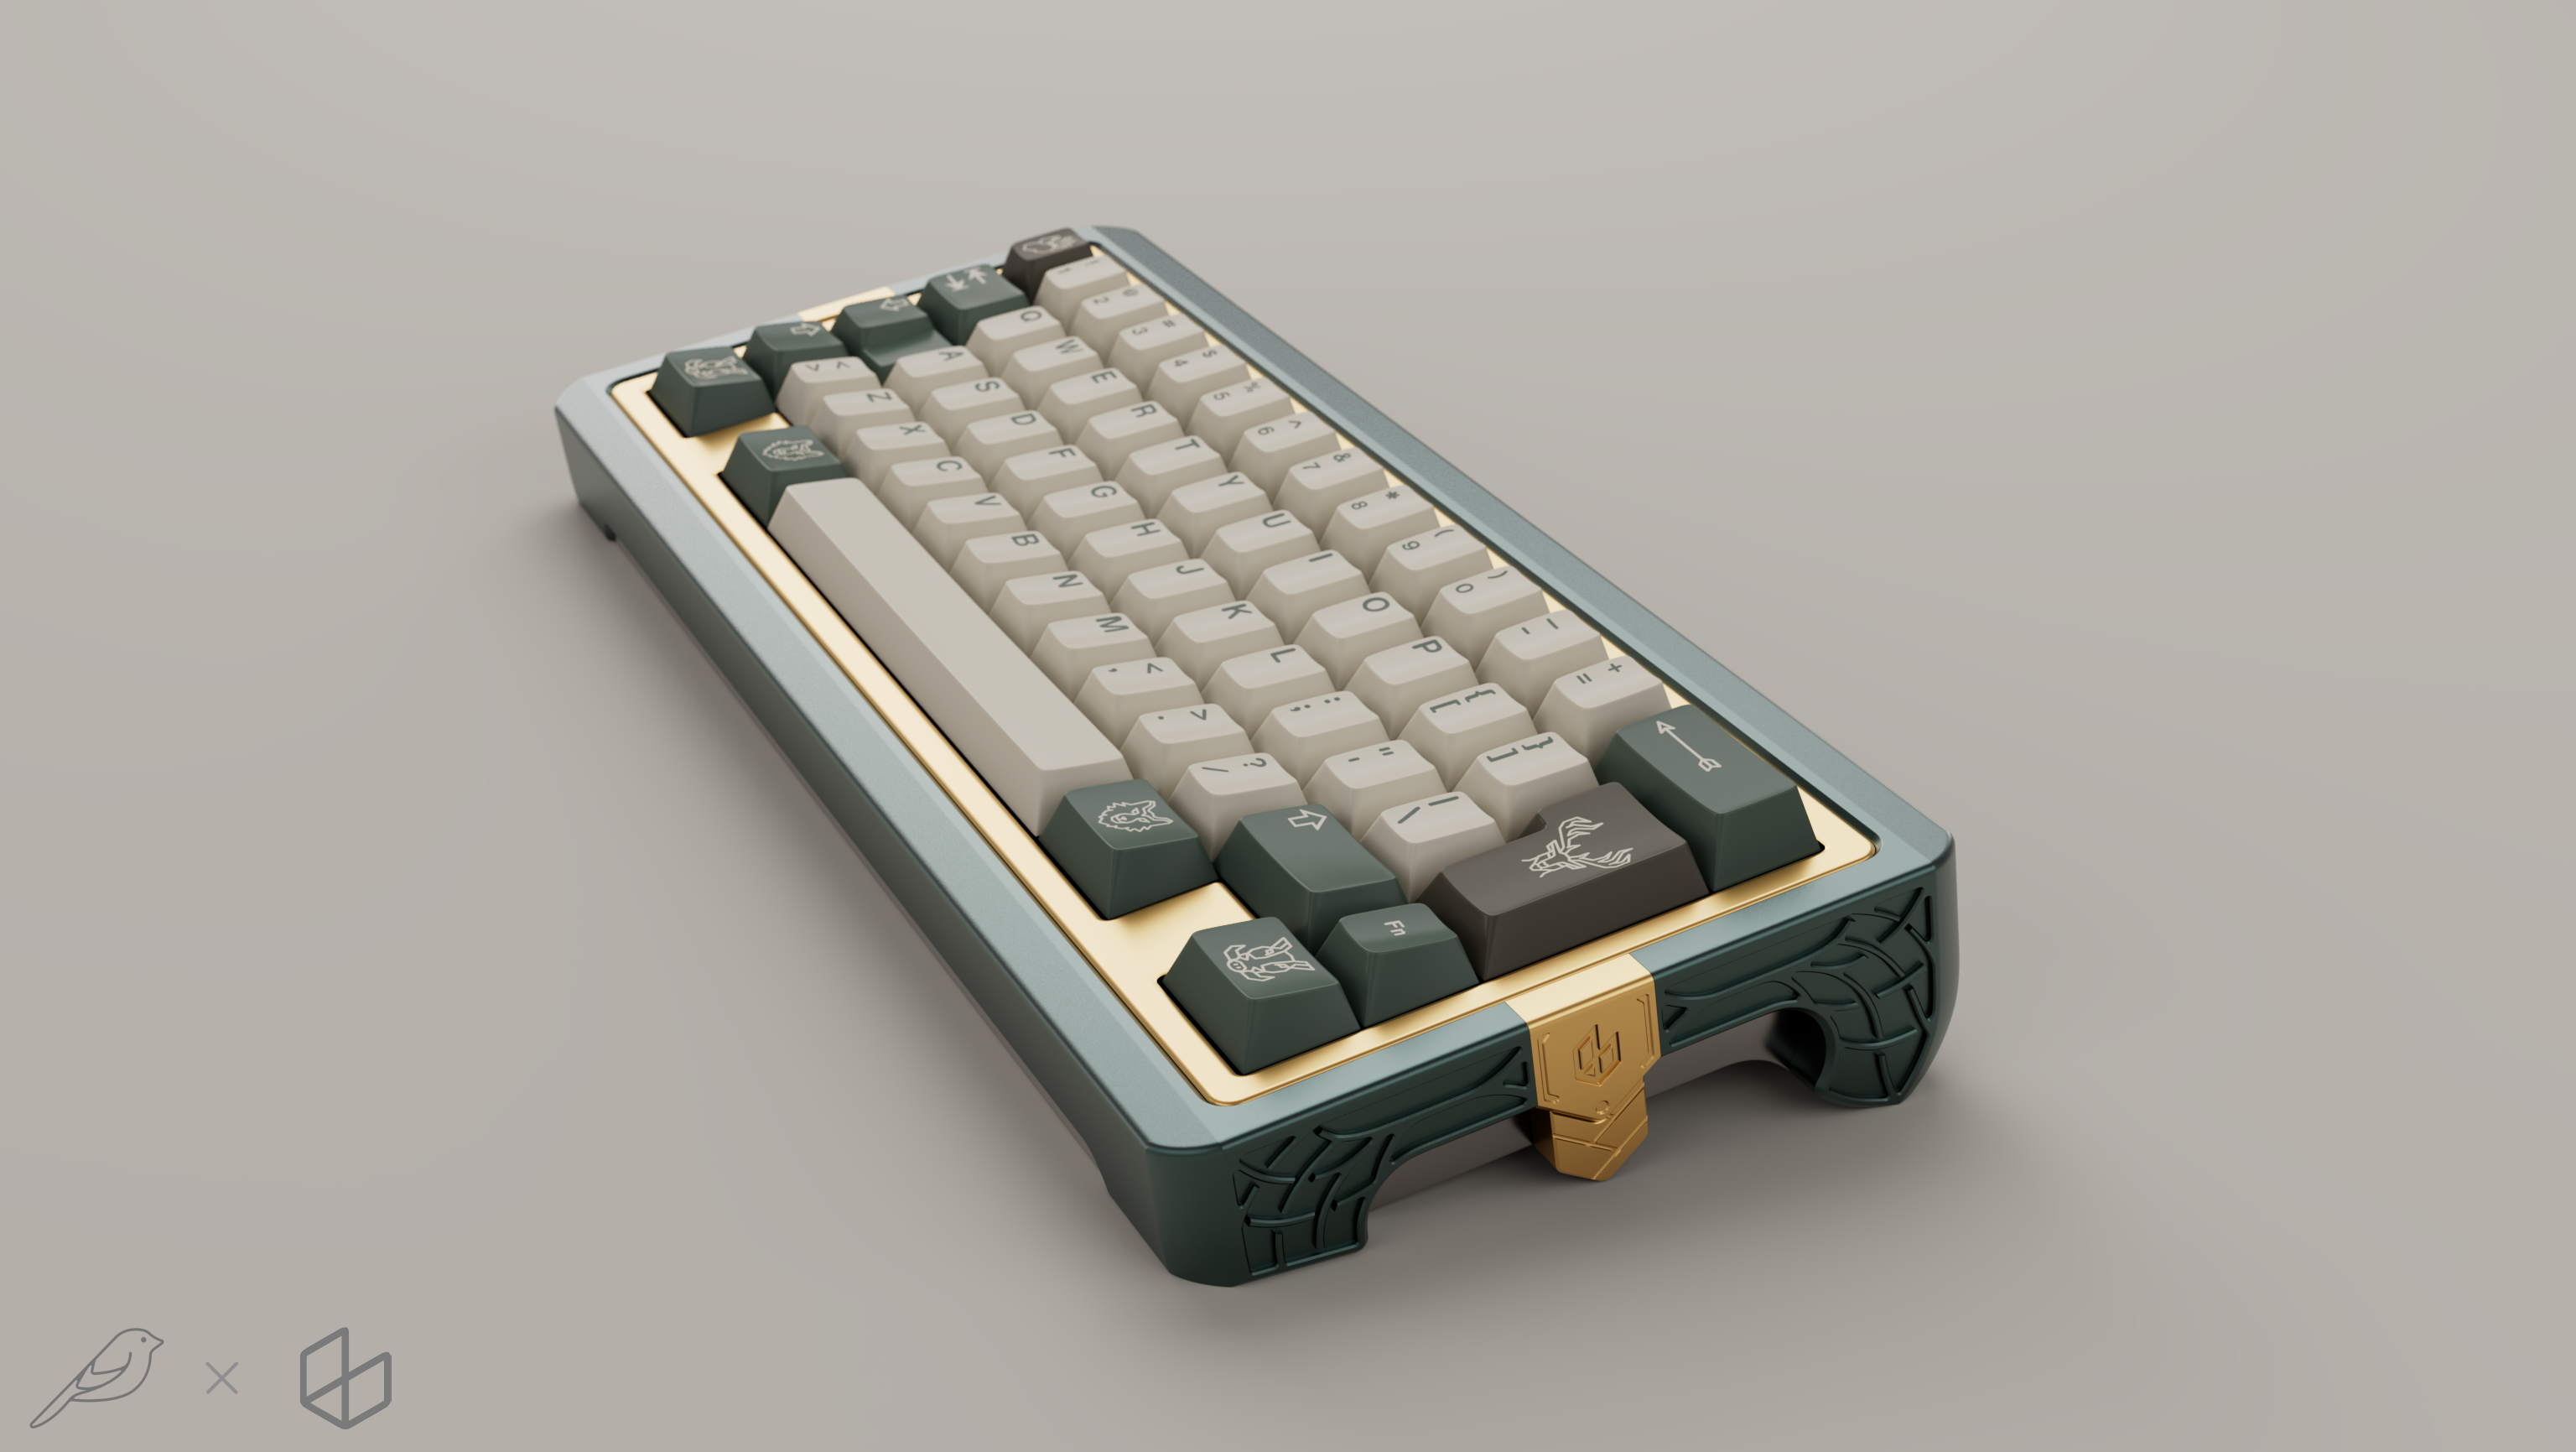 ! 1 @ 2 # 3 $ 4 % 5 ^ 6 & 7 * 8 ( 9 ) 0 _ - + =
Q W E R T Y U I O P { [ } ]
A S D F G H J K L : ; " '
< > Z X C V B N M < , > . ? / | \
Fn